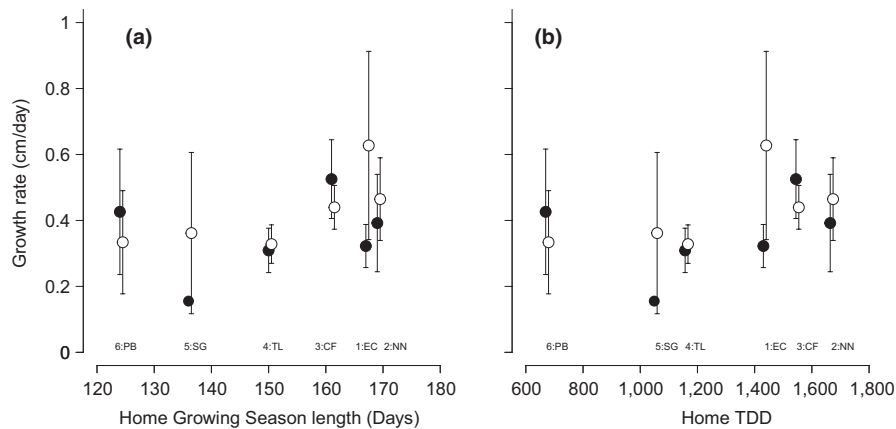 (a)
(b)
Growth rate (cm/day)
1
0.8
0.6
0.4
0.2
0
6:PB 5:SG 4:TL 3:CF 1:EC 2:NN
6:PB 5:SG 4:TL 1:EC 3:CF 2:NN
120 130 140 150 160 170 180
600 800 1,000 1,200 1,400 1,600 1,800
Home Growing Season length (Days)
Home TDD